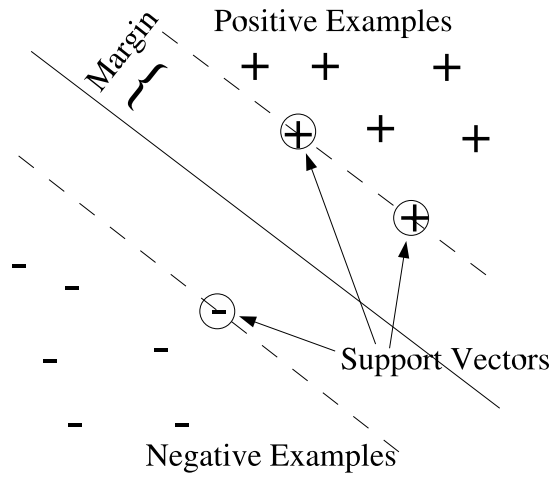 Positive Examples
Margin
Support Vectors
Negative Examples